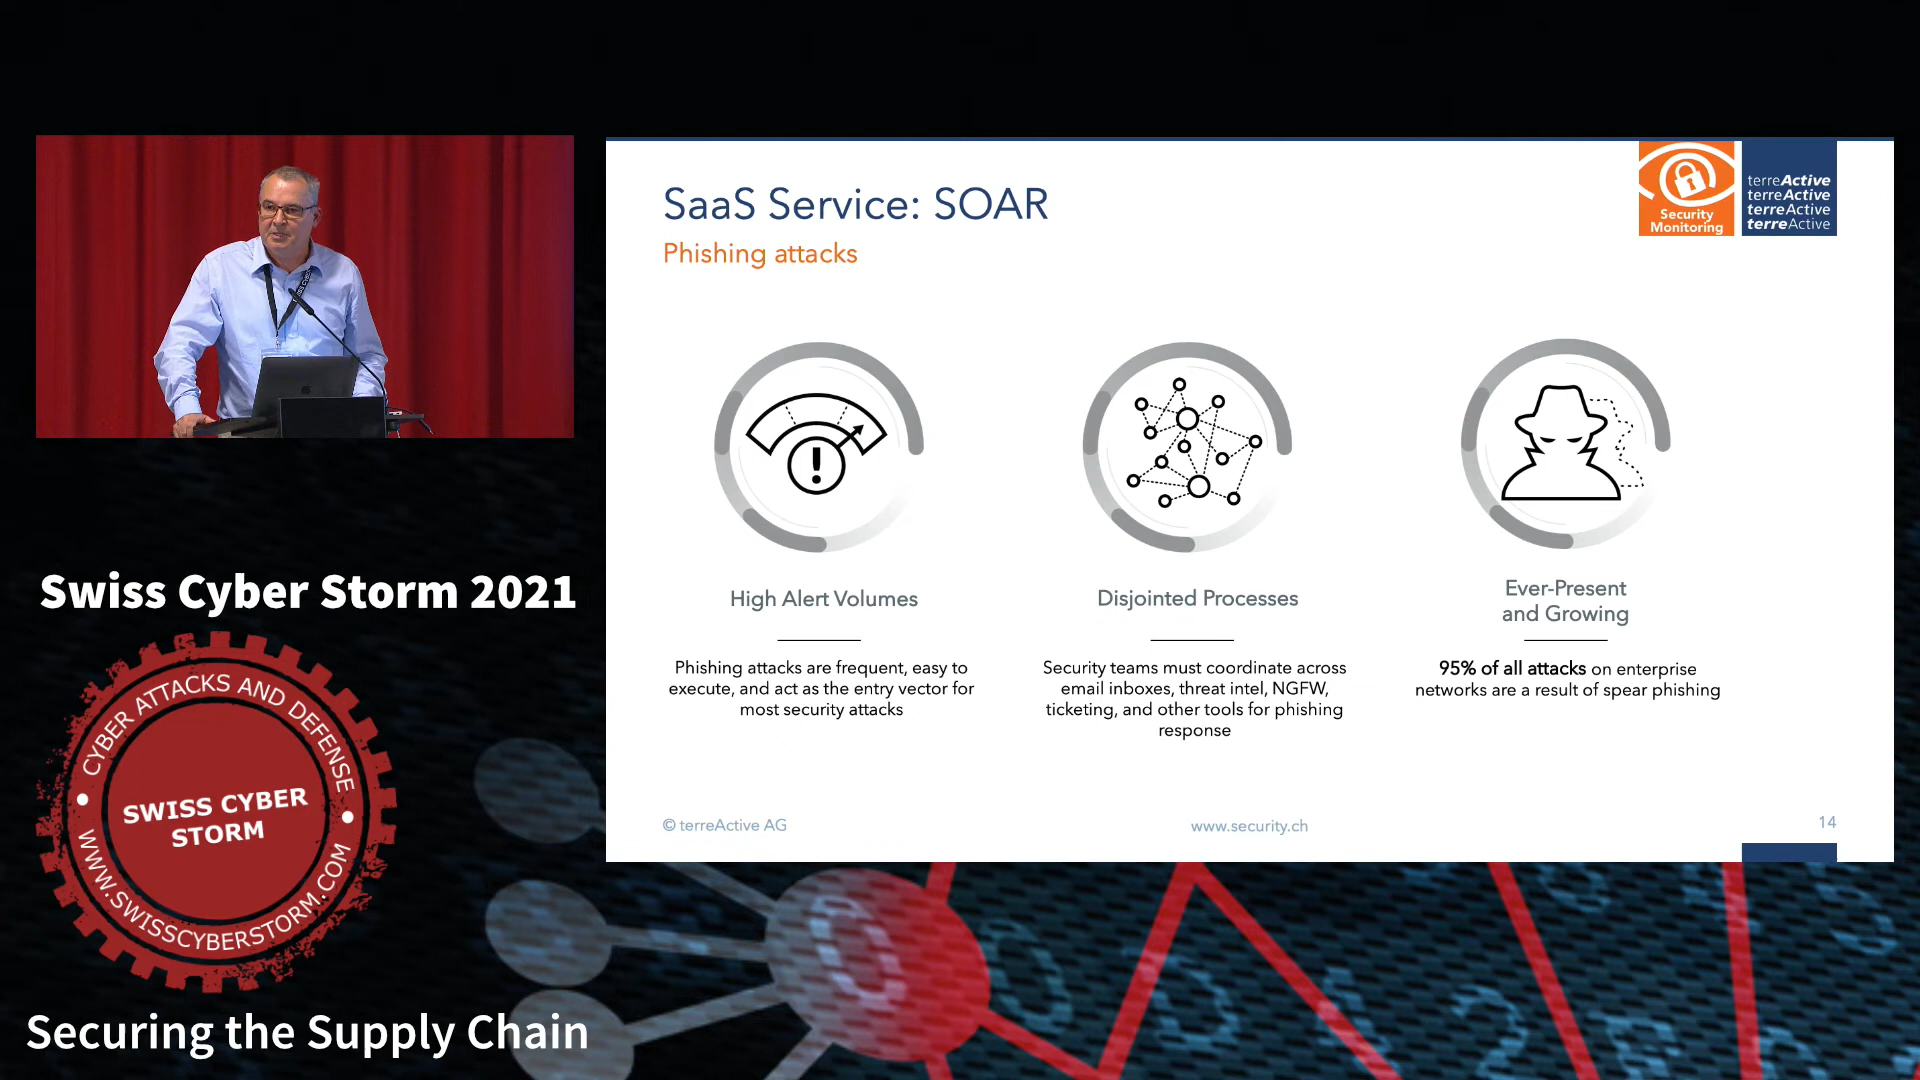 SaaS Service: SOAR
Phishing attacks
Security
Monitoring
terreActive
terreActive
terreActive
terreActive
High Alert Volumes
Phishing attacks are frequent, easy to
execute, and act as the entry vector for
most security attacks
Disjointed Processes
Security teams must coordinate across
email inboxes, threat intel, NGFW,
ticketing, and other tools for phishing
response
Ever-Present
and Growing
95% of all attacks on enterprise
networks are a result of spear phishing
© terreActive AG
www.security.ch
14
Swiss Cyber Storm 2021
CYBER ATTACKS AND DEFENSE
SWISS CYBER
STORM
WWW.SWISSCYBERSTORM.COM
Securing the Supply Chain